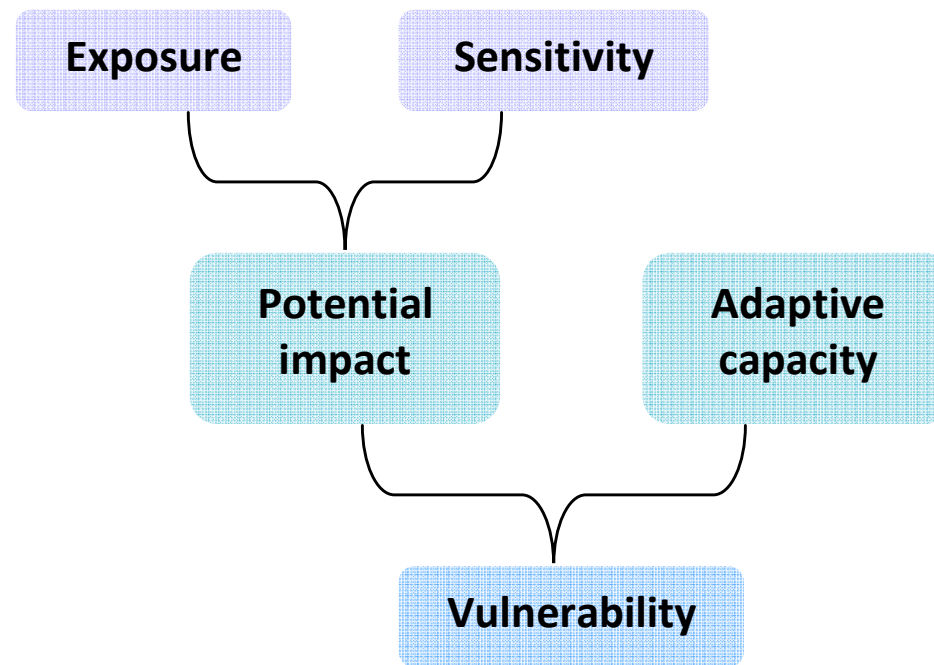 Exposure
Sensitivity
Potential
impact
Adaptive
capacity
Vulnerability